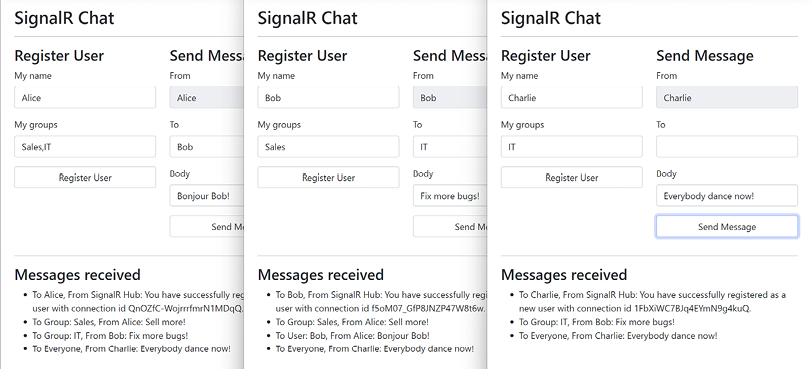 SignalR Chat
Register User
Send Messa
My name
From
Alice
Alice
My groups
To
Sales,IT
Bob
Register User
Body
Bonjour Bob!
Send M
Messages received
To Alice, From SignalR Hub: You have successfully reg
user with connection id QnOZfC-WojrrrfmrN1MDqQ.
To Group: Sales, From Alice: Sell more!
To Group: IT, From Bob: Fix more bugs!
To Everyone, From Charlie: Everybody dance now!
SignalR Chat
Register User
Send Messa
My name
From
Bob
Bob
My groups
To
Sales
IT
Register User
Body
Fix more bugs!
Send M
Messages received
To Bob, From SignalR Hub: You have successfully reg
user with connection id f5oM07_GfP8JNZP47W8t6w.
To Group: Sales, From Alice: Sell more!
To User: Bob, From Alice: Bonjour Bob!
To Everyone, From Charlie: Everybody dance now!
SignalR Chat
Register User
Send Message
My name
From
Charlie
Charlie
My groups
To
IT
Register User
Body
Everybody dance now!
Send Message
Messages received
To Charlie, From SignalR Hub: You have successfully registered as a
new user with connection id 1FbXiWC7BJq4EYmN9g4kuQ.
To Group: IT, From Bob: Fix more bugs!
To Everyone, From Charlie: Everybody dance now!